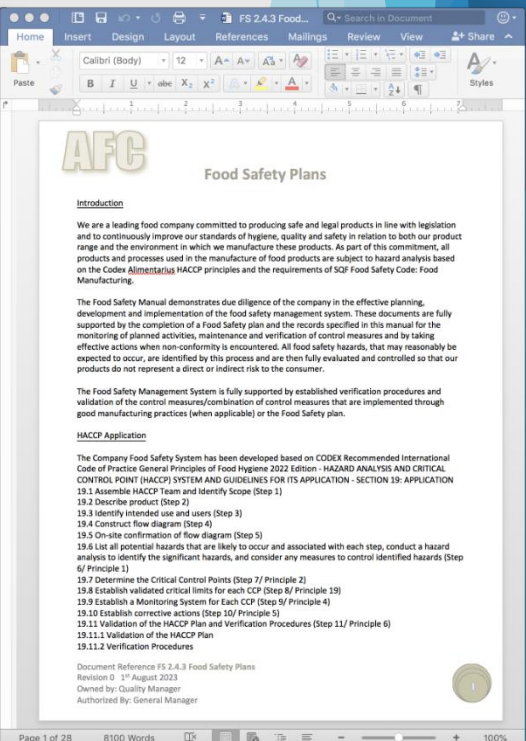 FS 2.4.3 Food...
Search in Document
Home Insert Design Layout References Mailings Review View Share
Calibri (Body) 12
Paste
Styles
B I U abc X₂ X²
1 2 3 4 5 6 7
AFC
Food Safety Plans
Introduction
We are a leading food company committed to producing safe and legal products in line with legislation
and to continuously improve our standards of hygiene, quality and safety in relation to both our product
range and the environment in which we manufacture these products. As part of this commitment, all
products and processes used in the manufacture of food products are subject to hazard analysis based
on the Codex Alimentarius HACCP principles and the requirements of SQF Food Safety Code: Food
Manufacturing.
The Food Safety Manual demonstrates due diligence of the company in the effective planning,
development and implementation of the food safety management system. These documents are fully
supported by the completion of a Food Safety plan and the records specified in this manual for the
monitoring of planned activities, maintenance and verification of control measures and by taking
effective actions when non-conformity is encountered. All food safety hazards, that may reasonably be
expected to occur, are identified by this process and are then fully evaluated and controlled so that our
products do not represent a direct or indirect risk to the consumer.
The Food Safety Management System is fully supported by established verification procedures and
validation of the control measures/combination of control measures that are implemented through
good manufacturing practices (when applicable) or the Food Safety plan.
HACCP Application
The Company Food Safety System has been developed based on CODEX Recommended International
Code of Practice General Principles of Food Hygiene 2022 Edition - HAZARD ANALYSIS AND CRITICAL
CONTROL POINT (HACCP) SYSTEM AND GUIDELINES FOR ITS APPLICATION - SECTION 19: APPLICATION
19.1 Assemble HACCP Team and Identify Scope (Step 1)
19.2 Describe product (Step 2)
19.3 Identify intended use and users (Step 3)
19.4 Construct flow diagram (Step 4)
19.5 On-site confirmation of flow diagram (Step 5)
19.6 List all potential hazards that are likely to occur and associated with each step, conduct a hazard
analysis to identify the significant hazards, and consider any measures to control identified hazards (Step
6/ Principle 1)
19.7 Determine the Critical Control Points (Step 7/ Principle 2)
19.8 Establish validated critical limits for each CCP (Step 8/ Principle 19)
19.9 Establish a Monitoring System for Each CCP (Step 9/ Principle 4)
19.10 Establish corrective actions (Step 10/ Principle 5)
19.11 Validation of the HACCP Plan and Verification Procedures (Step 11/ Principle 6)
19.11.1 Validation of the HACCP Plan
19.11.2 Verification Procedures
Document Reference FS 2.4.3 Food Safety Plans
Revision 0 1st August 2023
Owned by: Quality Manager
Authorized By: General Manager
1
Page 1 of 28 8100 Words 100%